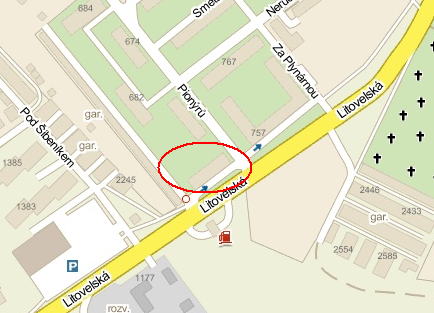 684
Smet
Neru
674
767
Za Plynárnou
Pionýrů
682
Litovelská
Pod Šibeníkem
gar.
757
gar.
1385
2245
2446
1383
Litovelská
2433
gar.
P
2554
2585
1177
Litovelská
rozv.